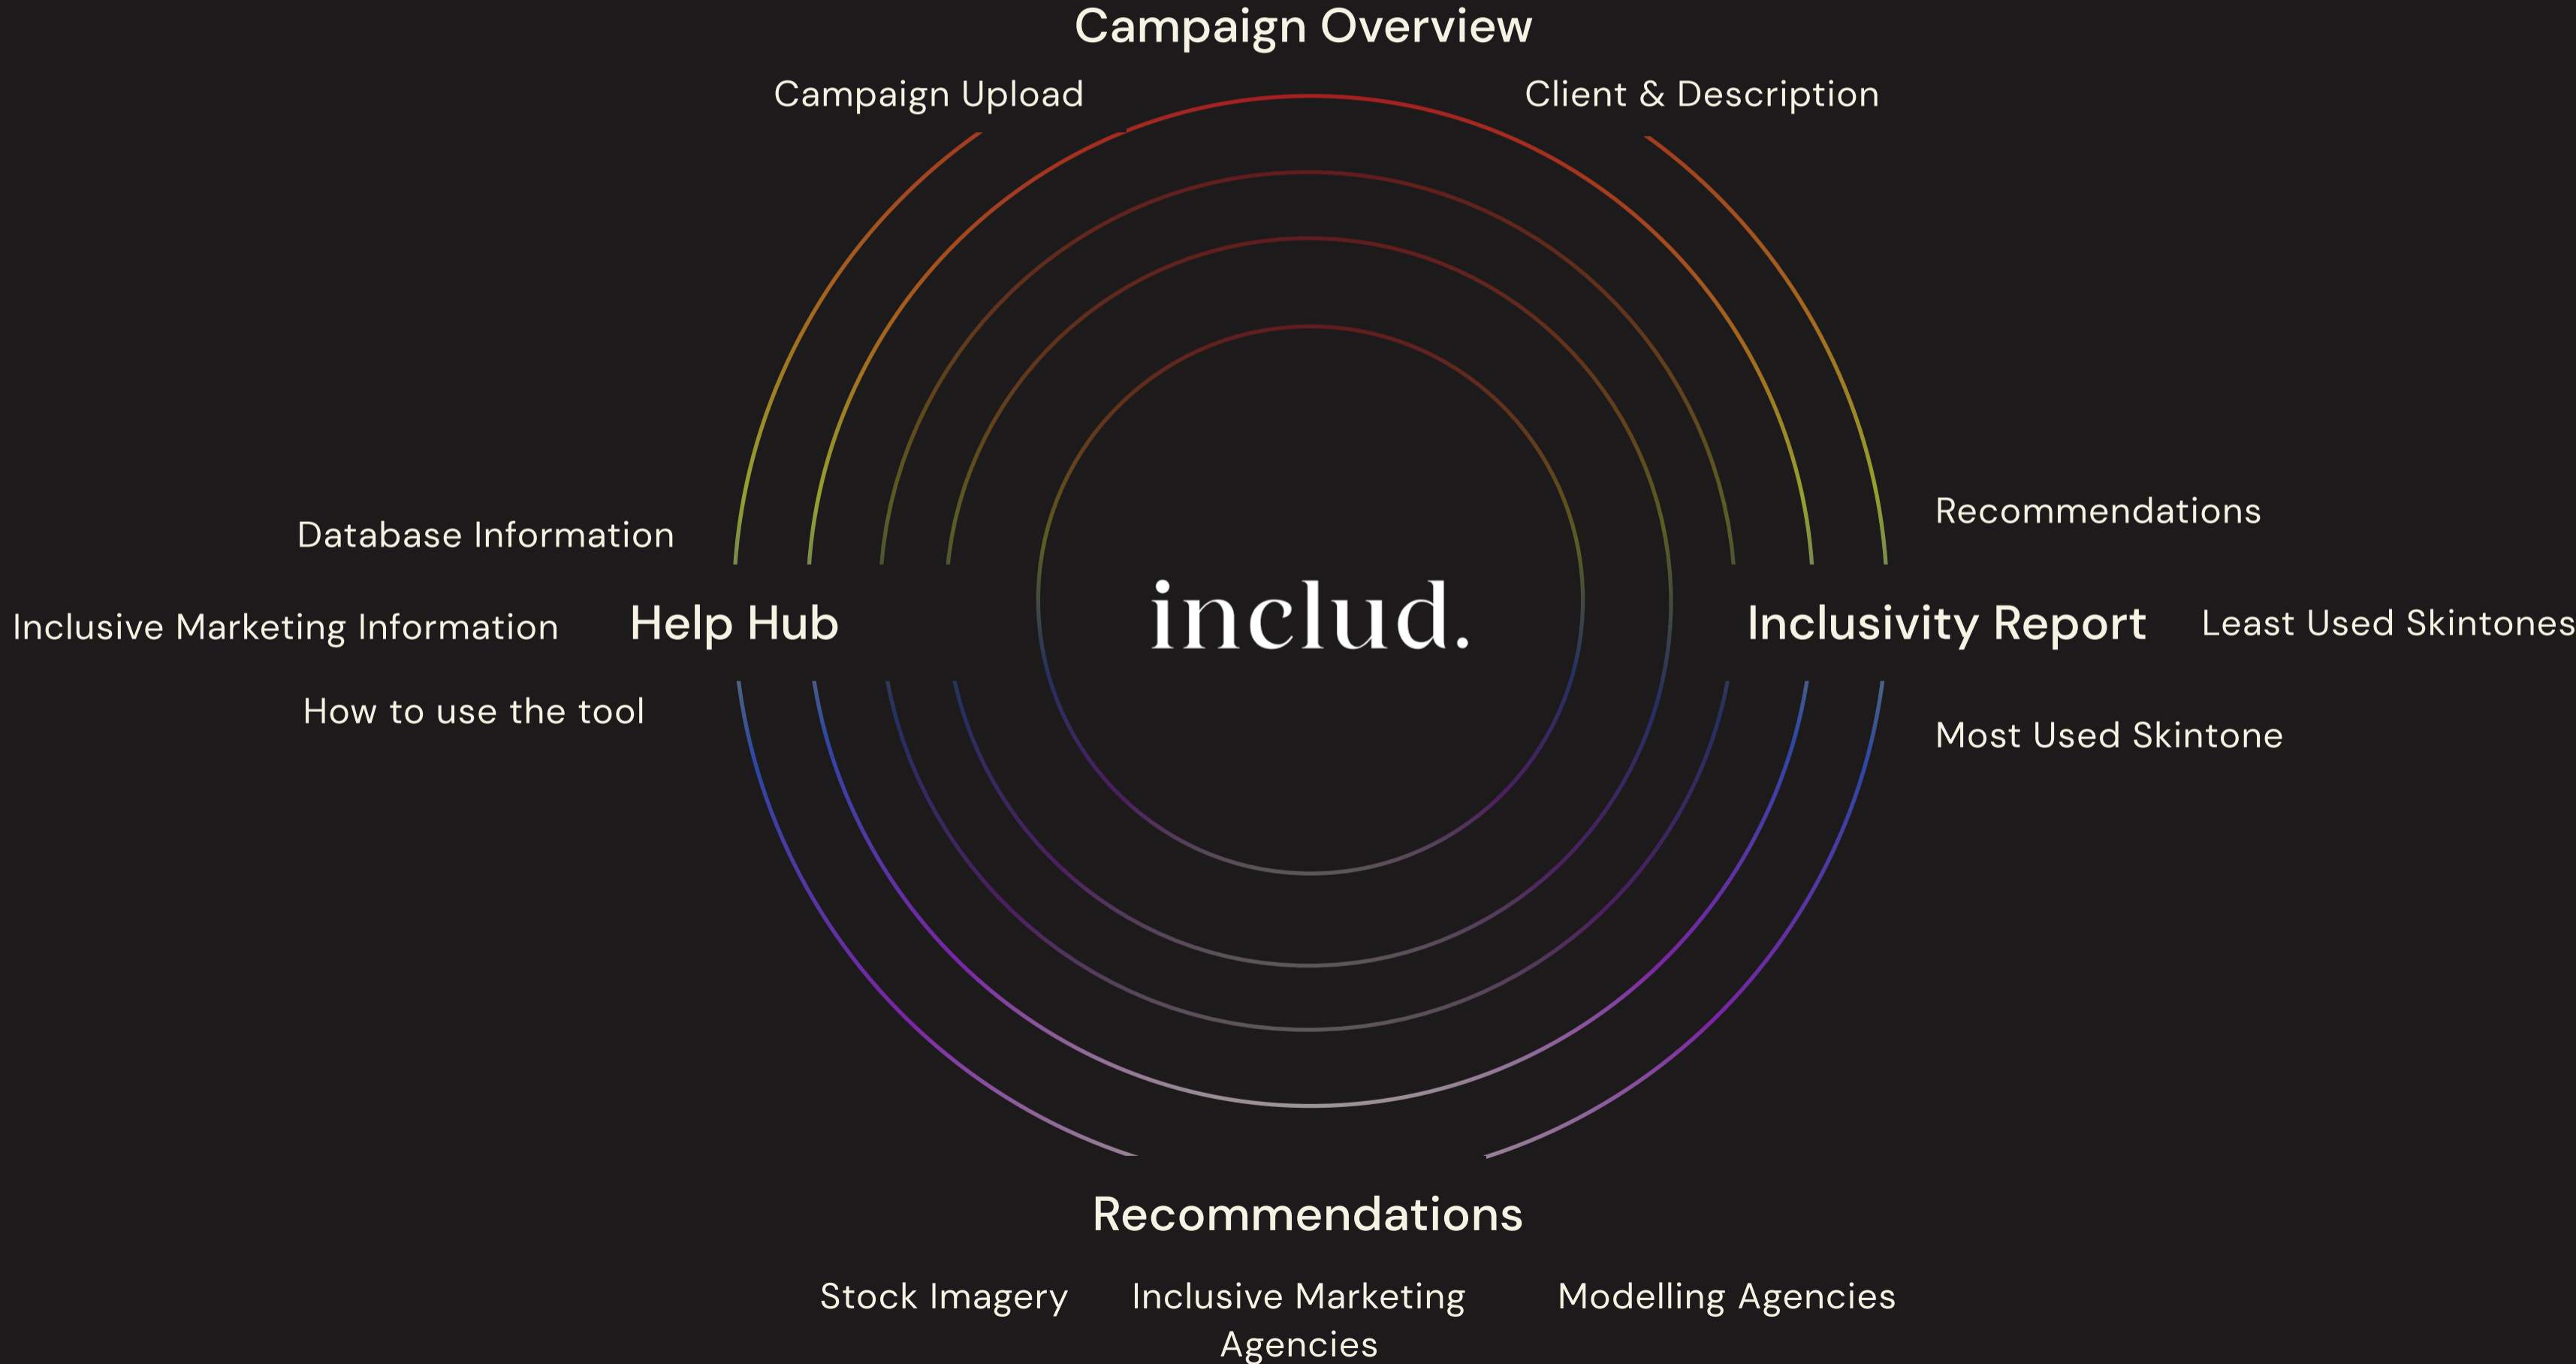 Campaign Overview
Campaign Upload
Client & Description
Recommendations
Database Information
Inclusive Marketing Information
Help Hub
includ.
Inclusivity Report
Least Used Skintones
How to use the tool
Most Used Skintone
Recommendations
Stock Imagery
Inclusive Marketing
Agencies
Modelling Agencies